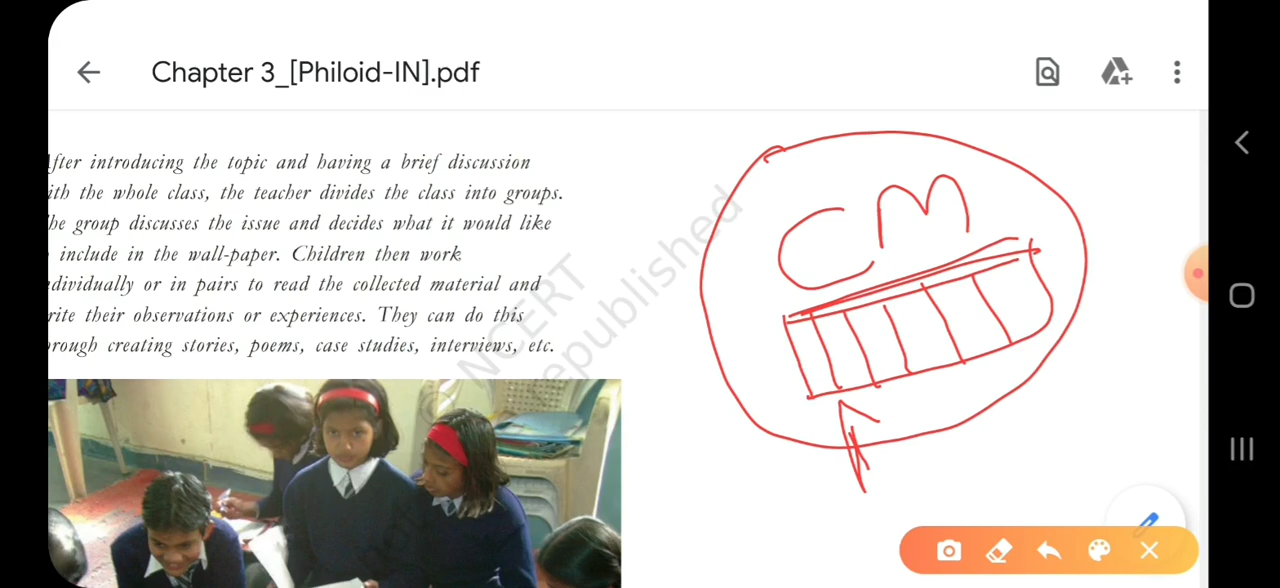 Chapter 3_[Philoid-IN].pdf
fter introducing the topic and having a brief discussion
ith the whole class, the teacher divides the class into groups.
he group discusses the issue and decides what it would like
include in the wall-paper. Children then work
dividually or in pairs to read the collected material and
rite their observations or experiences. They can do this
rough creating stories, poems, case studies, interviews, etc.
CM
© NCERT
republished